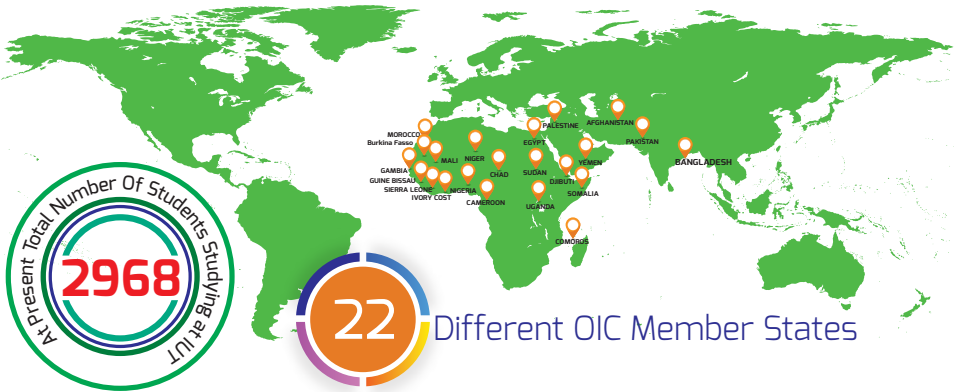 MOROCCO
Burkina Fasso
MALI
NIGER
CHAD
EGYPT
PALESTINE
AFGHANISTAN
PAKISTAN
BANGLADESH
SUDAN
YEMEN
DJIBUTI
SOMALIA
GAMBIA
GUINE BISSAU
SIERRA LEONE
IVORY COST
NIGERIA
CAMEROON
UGANDA
COMOROS
At Present Total Number Of Students Studying at IUT
2968
22 Different OIC Member States